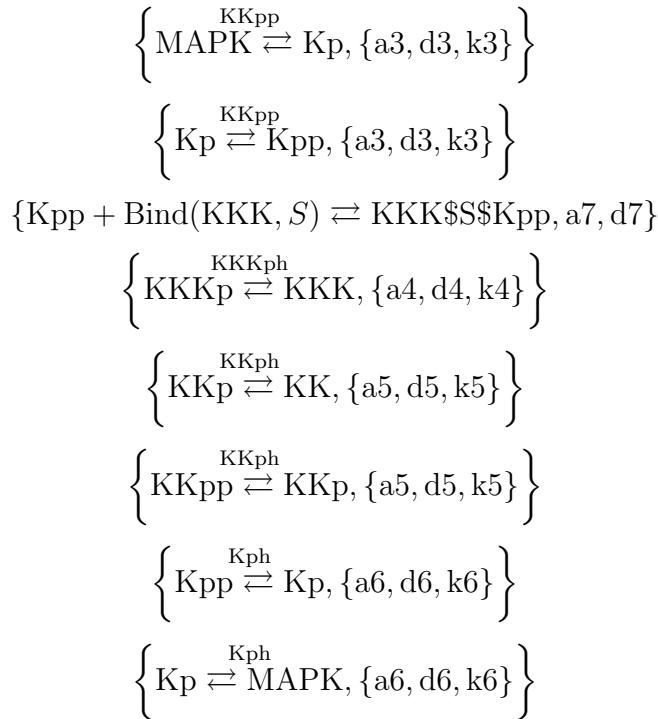 KKpp
{MAPK ⇄ Kp, {a3, d3, k3}}
KKpp
{Kp ⇄ Kpp, {a3, d3, k3}}
{Kpp + Bind(KKK, S) ⇄ KKK$S$Kpp, a7, d7}
KKKph
{KKKp ⇄ KKK, {a4, d4, k4}}
KKph
{KKp ⇄ KK, {a5, d5, k5}}
KKph
{KKpp ⇄ KKp, {a5, d5, k5}}
Kph
{Kpp ⇄ Kp, {a6, d6, k6}}
Kph
{Kp ⇄ MAPK, {a6, d6, k6}}